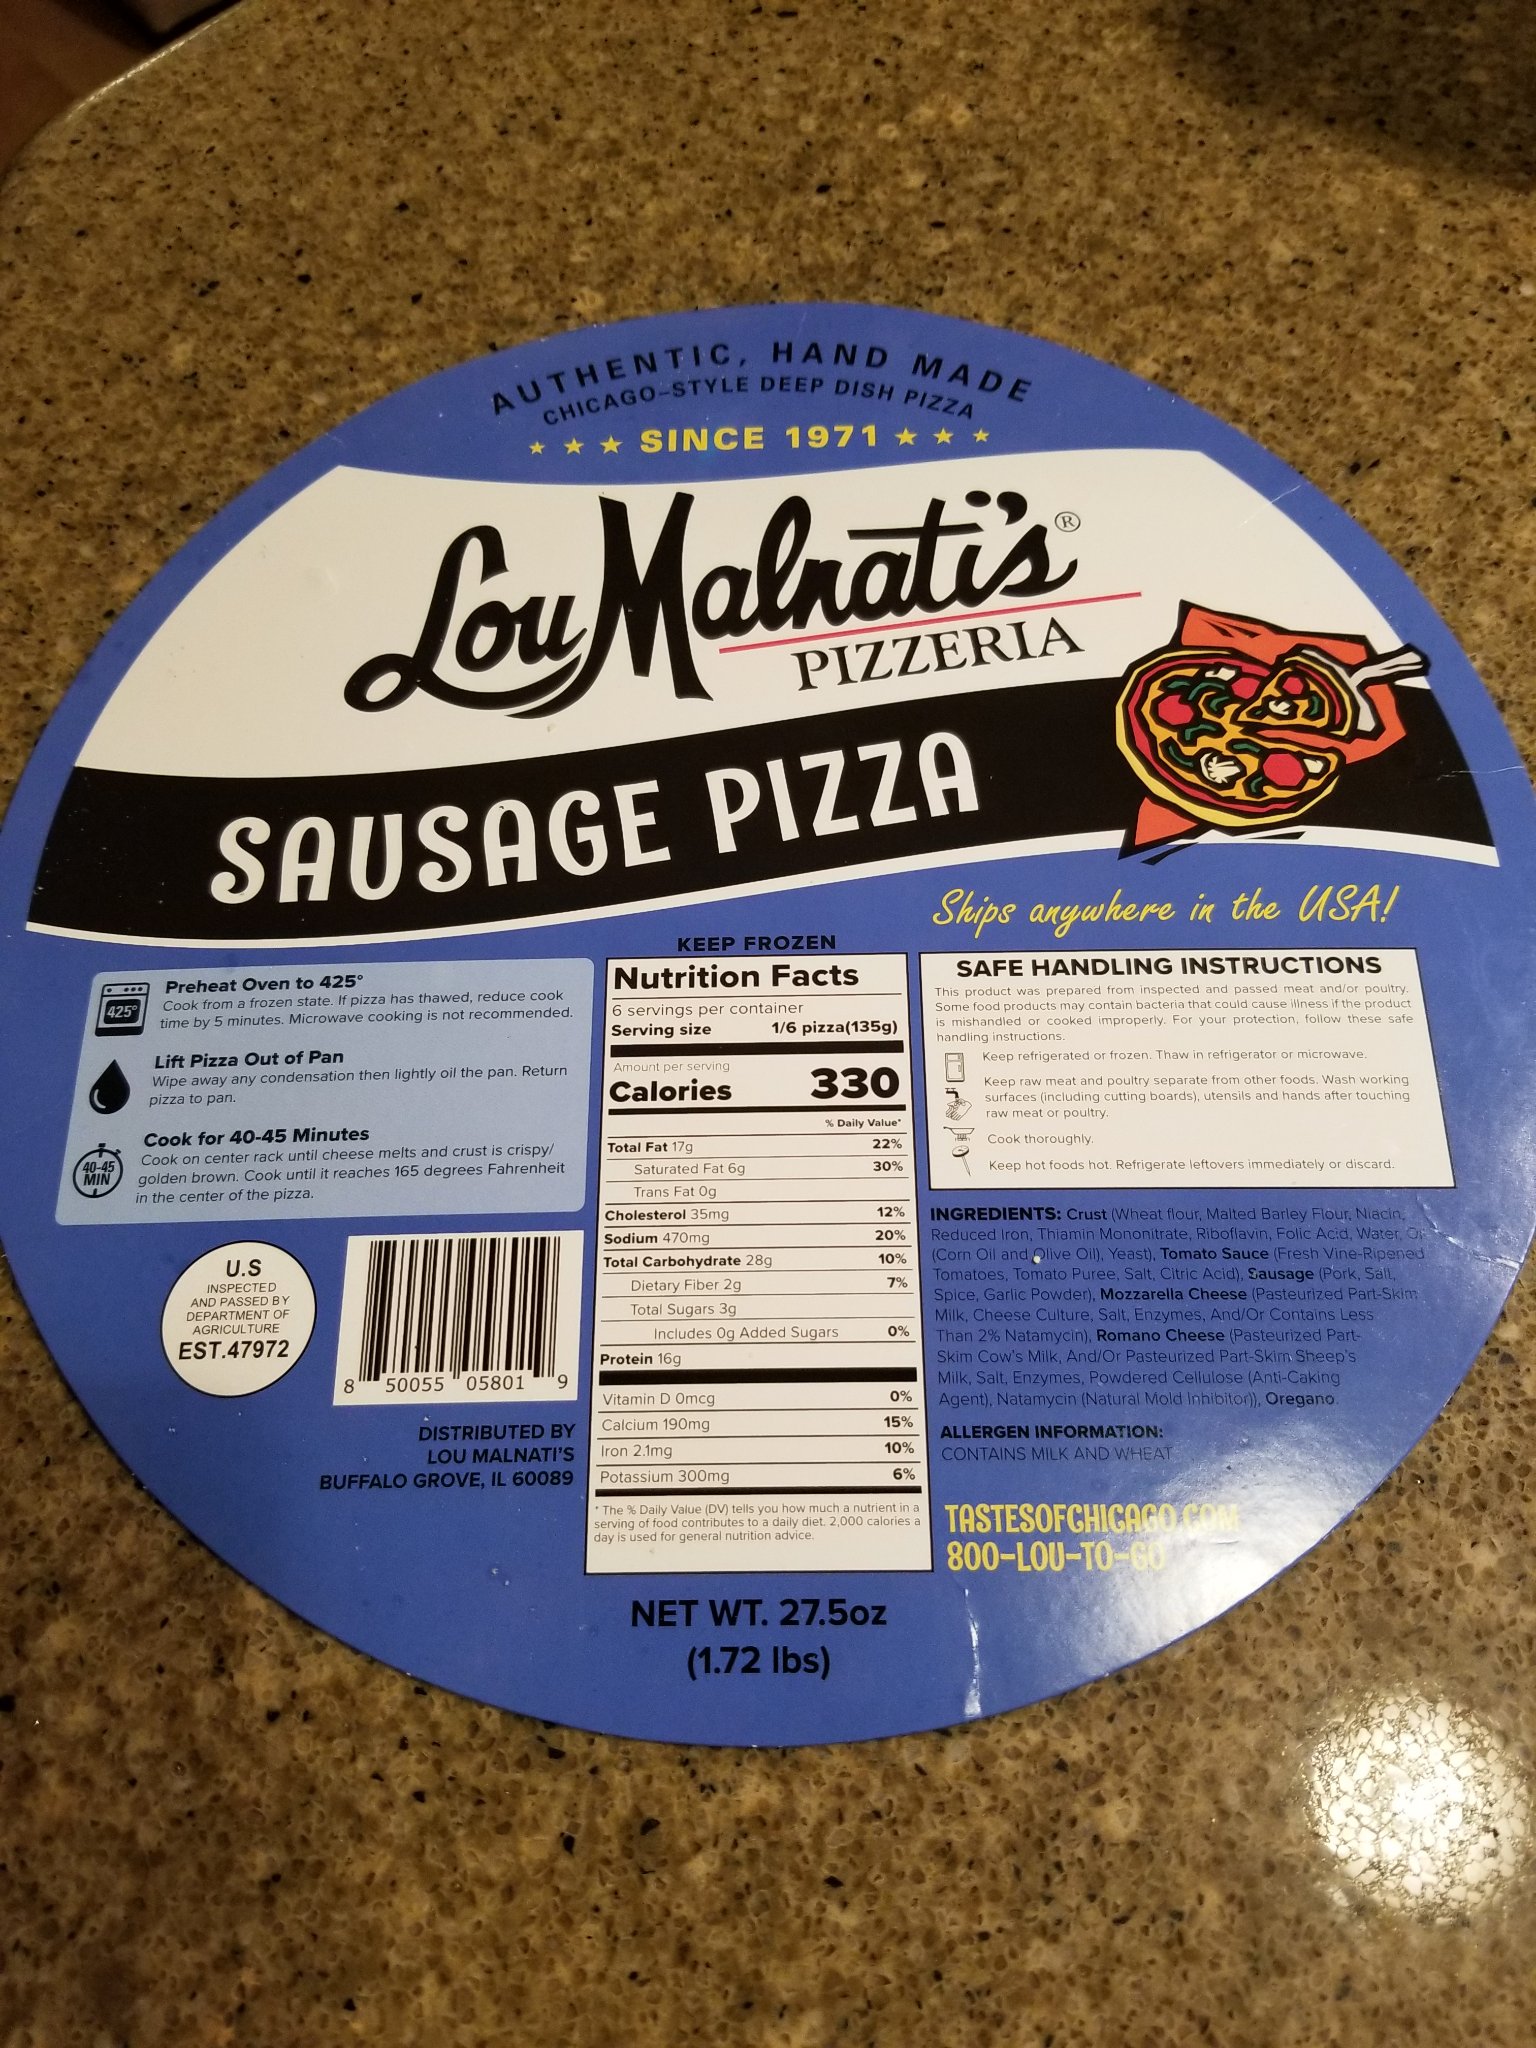 AUTHENTIC, HAND MADE
CHICAGO-STYLE DEEP DISH PIZZA
SINCE 1971
Lou Malnati's®
PIZZERIA
SAUSAGE PIZZA
Ships anywhere in the USA!
KEEP FROZEN
425°
Preheat Oven to 425°
Cook from a frozen state. If pizza has thawed, reduce cook
time by 5 minutes. Microwave cooking is not recommended.
Lift Pizza Out of Pan
Wipe away any condensation then lightly oil the pan. Return
pizza to pan.
40-45
MIN
Cook for 40-45 Minutes
Cook on center rack until cheese melts and crust is crispy/
golden brown. Cook until it reaches 165 degrees Fahrenheit
in the center of the pizza.
U.S
INSPECTED
AND PASSED BY
DEPARTMENT OF
AGRICULTURE
EST.47972
8 50055 05801 9
DISTRIBUTED BY
LOU MALNATI'S
BUFFALO GROVE, IL 60089
Nutrition Facts
6 servings per container
Serving size 1/6 pizza(135g)
Amount per serving
Calories 330
% Daily Value*
Total Fat 17g 22%
Saturated Fat 6g 30%
Trans Fat 0g
Cholesterol 35mg 12%
Sodium 470mg 20%
Total Carbohydrate 28g 10%
Dietary Fiber 2g 7%
Total Sugars 3g
Includes 0g Added Sugars 0%
Protein 16g
Vitamin D 0mcg 0%
Calcium 190mg 15%
Iron 2.1mg 10%
Potassium 300mg 6%
* The % Daily Value (DV) tells you how much a nutrient in a
serving of food contributes to a daily diet. 2,000 calories a
day is used for general nutrition advice.
SAFE HANDLING INSTRUCTIONS
This product was prepared from inspected and passed meat and/or poultry.
Some food products may contain bacteria that could cause illness if the product
is mishandled or cooked improperly. For your protection, follow these safe
handling instructions.
Keep refrigerated or frozen. Thaw in refrigerator or microwave.
Keep raw meat and poultry separate from other foods. Wash working
surfaces (including cutting boards), utensils and hands after touching
raw meat or poultry.
Cook thoroughly.
Keep hot foods hot. Refrigerate leftovers immediately or discard.
INGREDIENTS: Crust (Wheat flour, Malted Barley Flour, Niacin,
Reduced Iron, Thiamin Mononitrate, Riboflavin, Folic Acid, Water,
(Corn Oil and Olive Oil), Yeast), Tomato Sauce (Fresh Vine-Ripened
Tomatoes, Tomato Puree, Salt, Citric Acid), Sausage (Pork, Salt,
Spice, Garlic Powder), Mozzarella Cheese (Pasteurized Part-Skim
Milk, Cheese Culture, Salt, Enzymes, And/Or Contains Less
Than 2% Natamycin), Romano Cheese (Pasteurized Part-
Skim Cow's Milk, And/Or Pasteurized Part-Skim Sheep's
Milk, Salt, Enzymes, Powdered Cellulose (Anti-Caking
Agent), Natamycin (Natural Mold Inhibitor)), Oregano.
ALLERGEN INFORMATION:
CONTAINS MILK AND WHEAT
TASTESOFCHICAGO.COM
800-LOU-TO-GO
NET WT. 27.5oz
(1.72 lbs)